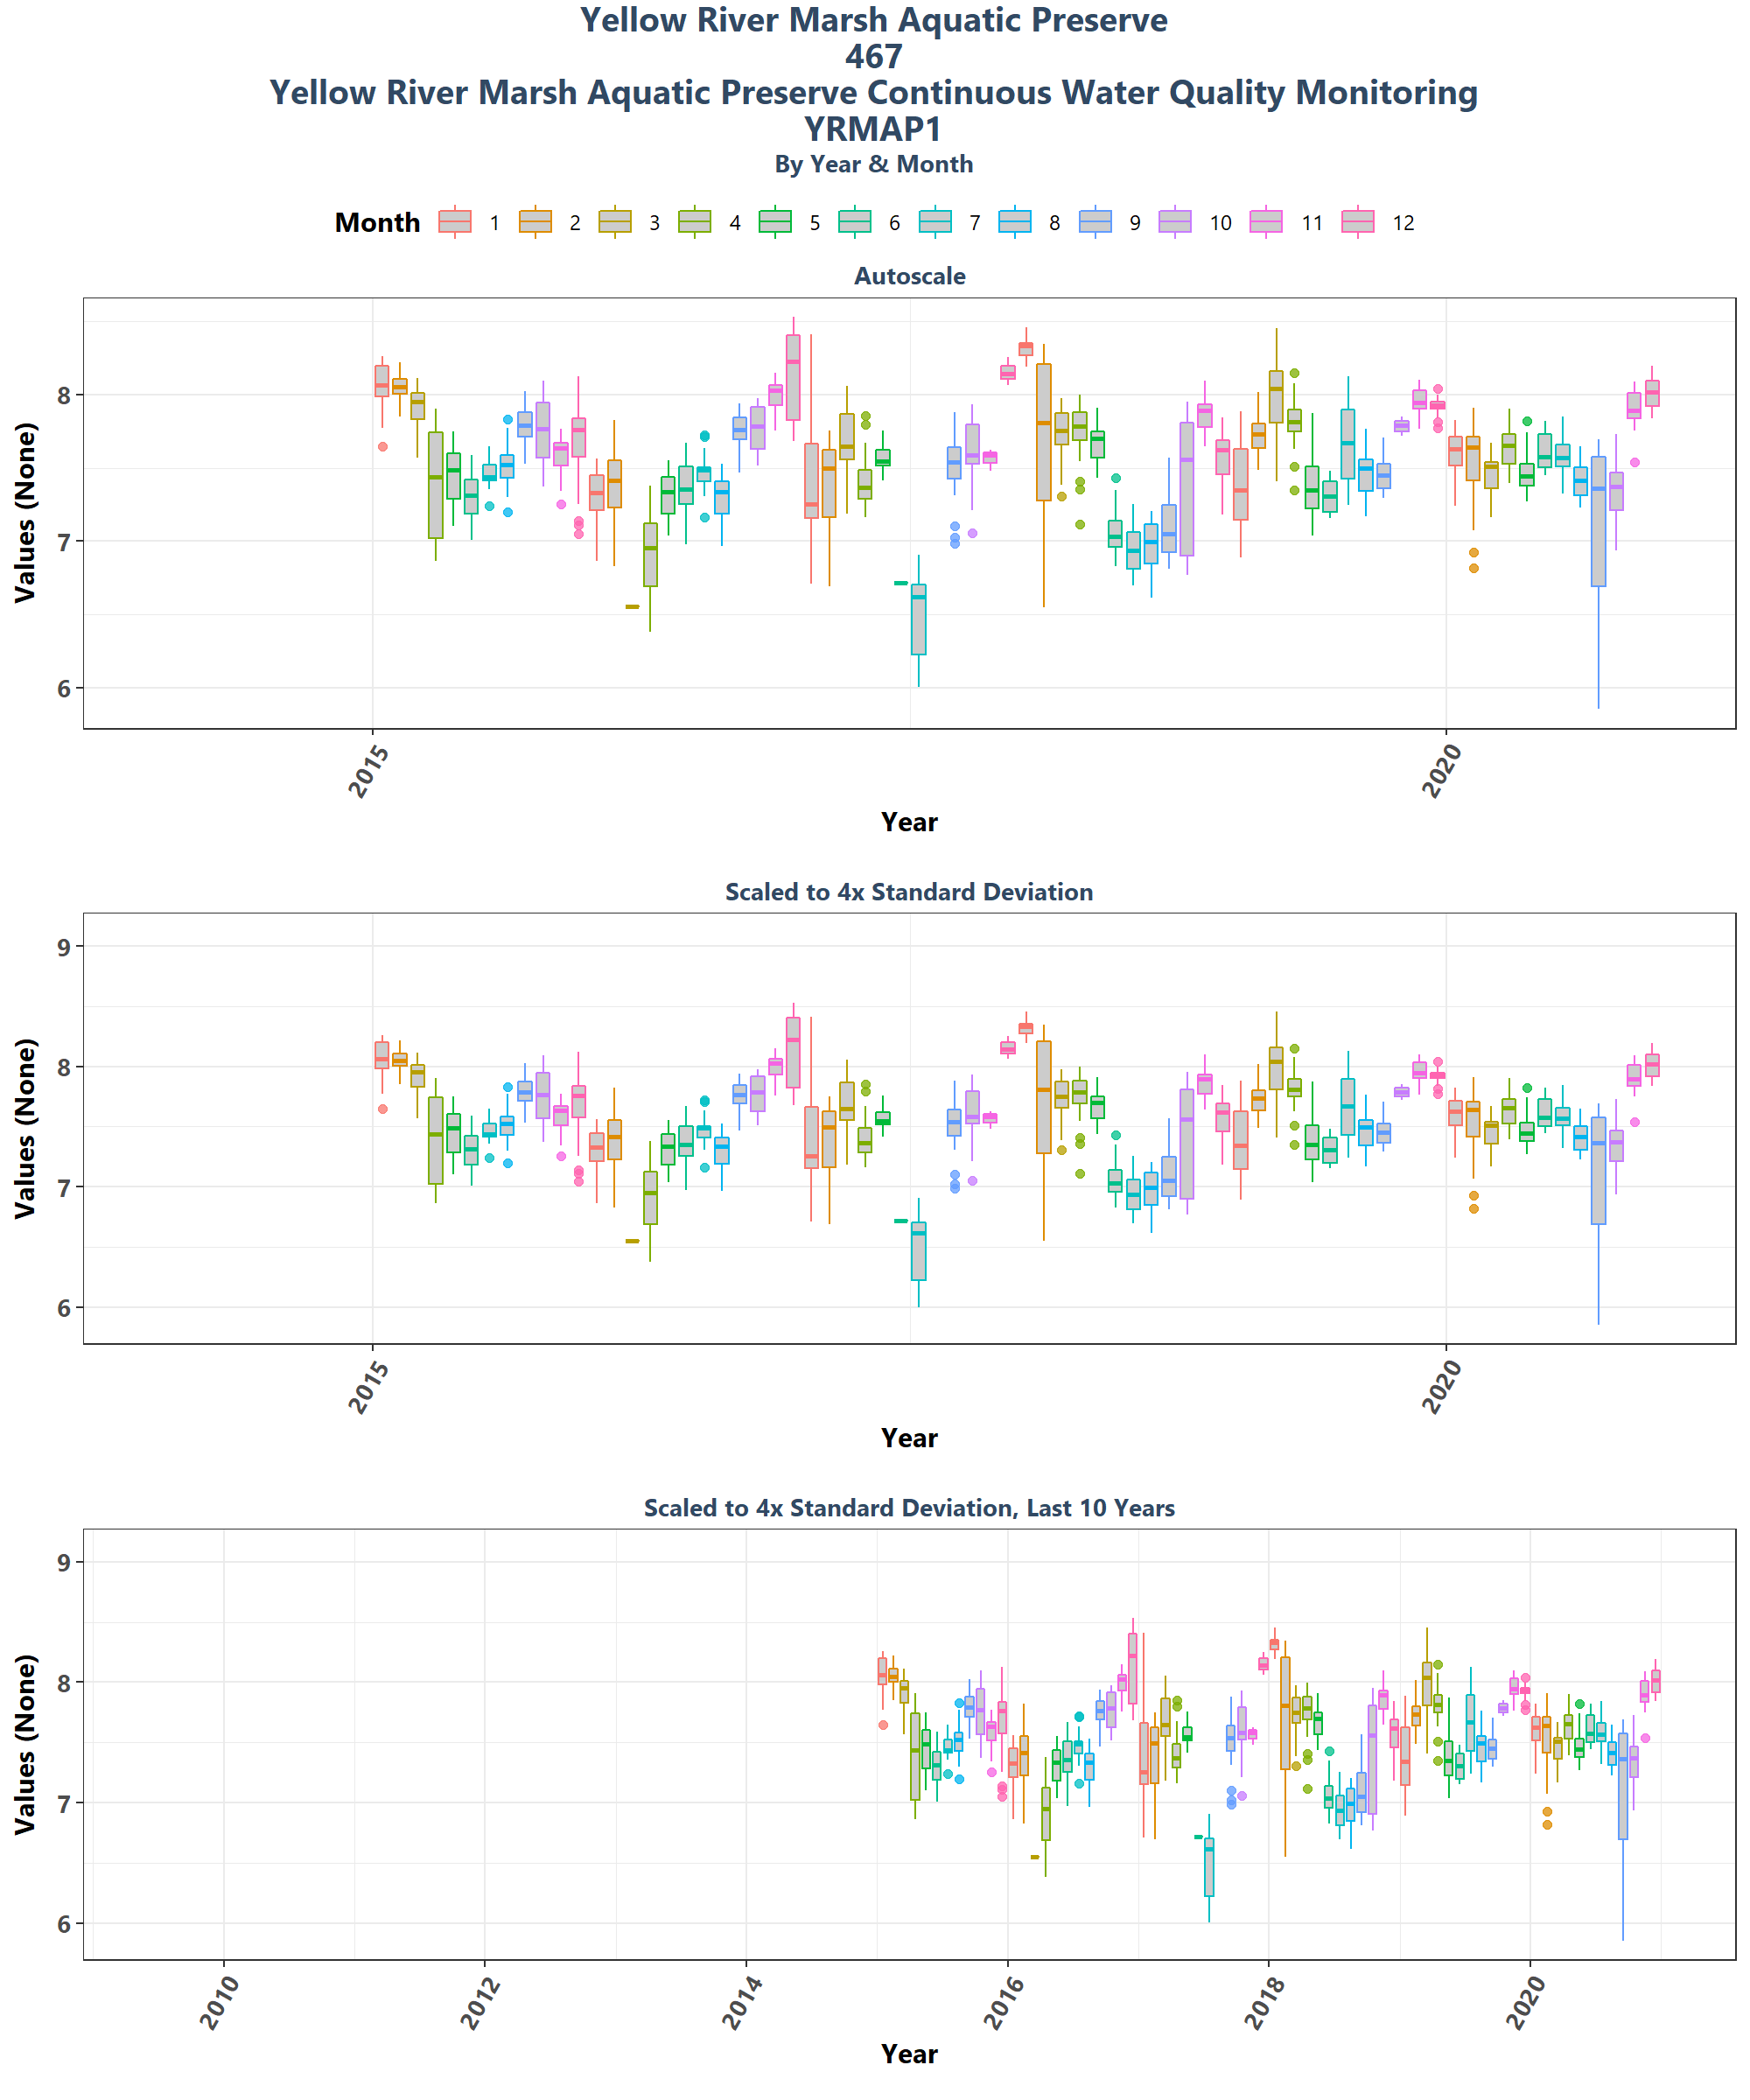 Yellow River Marsh Aquatic Preserve
467
Yellow River Marsh Aquatic Preserve Continuous Water Quality Monitoring
YRMAP1
By Year & Month
Month 1 2 3 4 5 6 7 8 9 10 11 12
Autoscale
Values (None)
8
7
6
2015 2020
Year
Scaled to 4x Standard Deviation
Values (None)
9
8
7
6
2015 2020
Year
Scaled to 4x Standard Deviation, Last 10 Years
Values (None)
9
8
7
6
2010 2012 2014 2016 2018 2020
Year